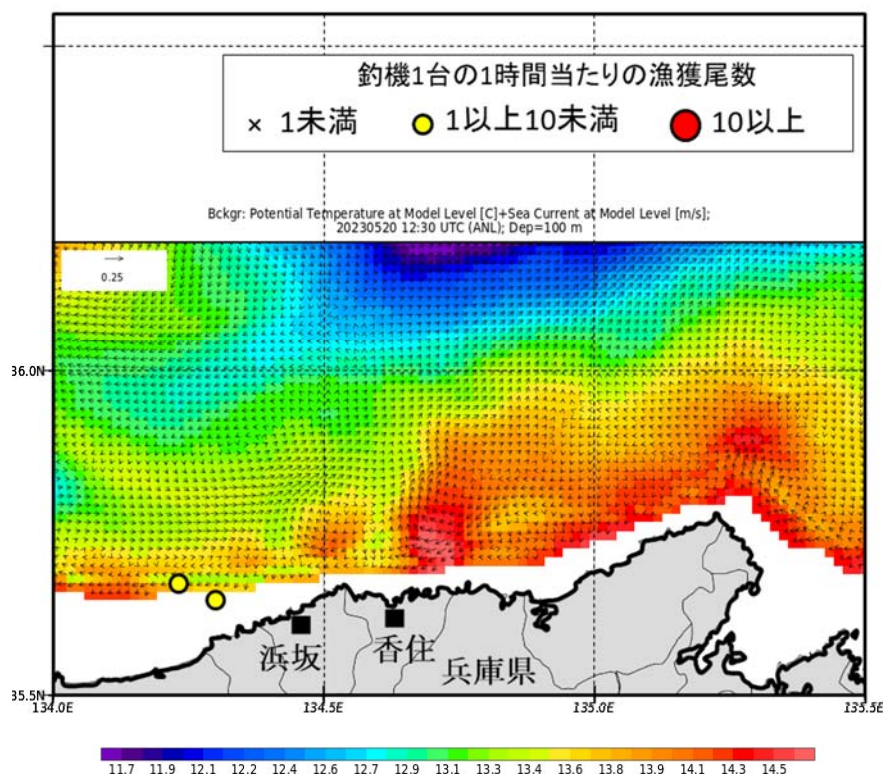 釣機1台の1時間当たりの漁獲尾数
× 1未満 1以上10未満 10以上
Bckgr: Potential Temperature at Model Level [C]+Sea Current at Model Level [m/s];
20230520 12:30 UTC (ANL); Dep=100 m
0.25
36.0N
浜坂 香住 兵庫県
35.5N
134.0E 134.5E 135.0E 135.5E
11.7 11.9 12.1 12.2 12.4 12.6 12.7 12.9 13.1 13.3 13.4 13.6 13.8 13.9 14.1 14.3 14.5